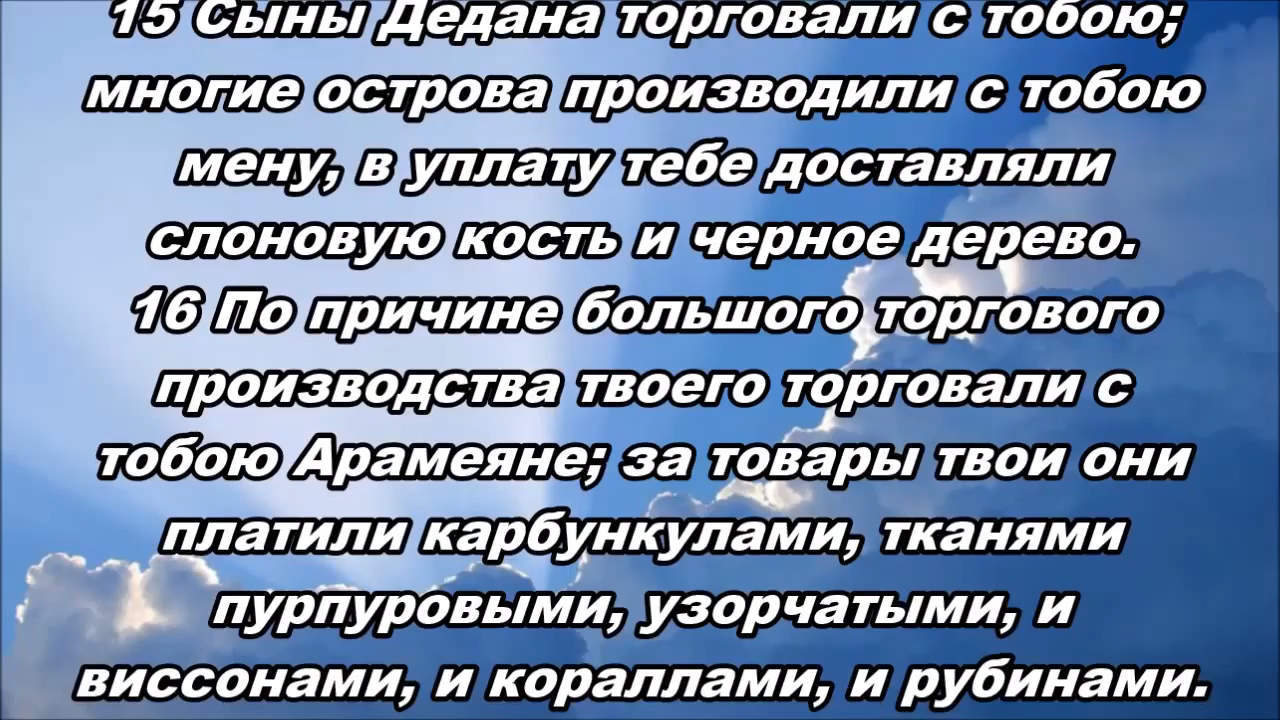 15 Сыны Дедана торговали с тобою;
многие острова производили с тобою
мену, в уплату тебе доставляли
слоновую кость и черное дерево.
16 По причине большого торгового
производства твоего торговали с
тобою Арамеяне; за товары твои они
платили карбункулами, тканями
пурпуровыми, узорчатыми, и
виссонами, и кораллами, и рубинами.